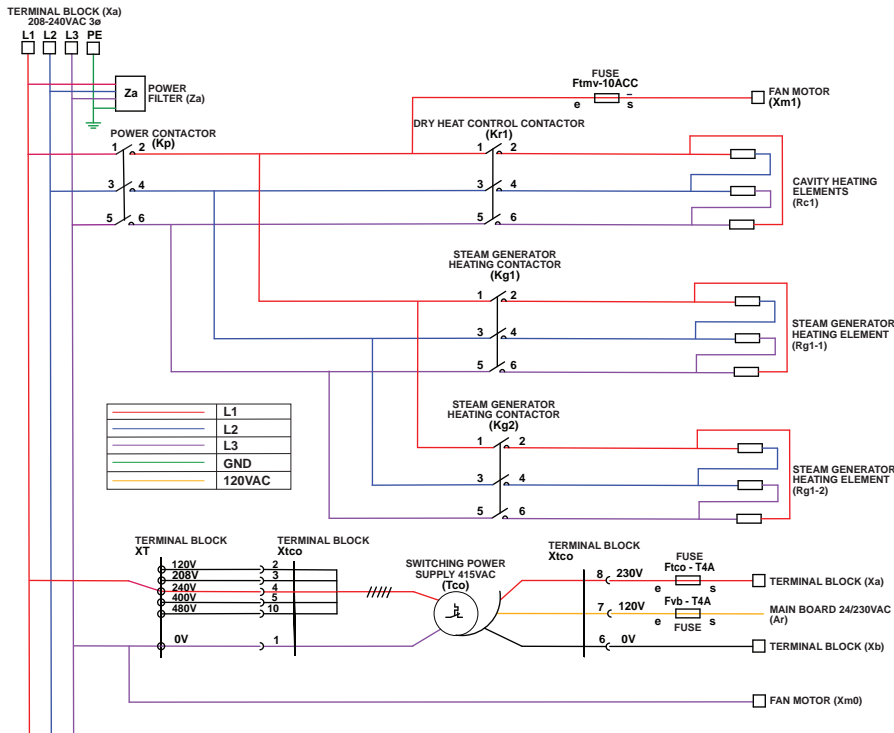 TERMINAL BLOCK (Xa)
208-240VAC 3ø
L1 L2 L3 PE
Za
POWER
FILTER (Za)
FUSE
Ftmv-10ACC
e s
FAN MOTOR
(Xm1)
POWER CONTACTOR
(Kp)
1 2
3 4
5 6
DRY HEAT CONTROL CONTACTOR
(Kr1)
1 2
3 4
5 6
CAVITY HEATING
ELEMENTS
(Rc1)
STEAM GENERATOR
HEATING CONTACTOR
(Kg1)
1 2
3 4
5 6
STEAM GENERATOR
HEATING ELEMENT
(Rg1-1)
STEAM GENERATOR
HEATING CONTACTOR
(Kg2)
1 2
3 4
5 6
STEAM GENERATOR
HEATING ELEMENT
(Rg1-2)
L1
L2
L3
GND
120VAC
TERMINAL BLOCK
XT
TERMINAL BLOCK
Xtco
120V 2
208V 3
240V 4
400V 5
480V 10
0V 1
SWITCHING POWER
SUPPLY 415VAC
(Tco)
TERMINAL BLOCK
Xtco
8 230V
7 120V
6 0V
FUSE
Ftco - T4A
e s
Fvb - T4A
e s
FUSE
TERMINAL BLOCK (Xa)
MAIN BOARD 24/230VAC
(Ar)
TERMINAL BLOCK (Xb)
FAN MOTOR (Xm0)